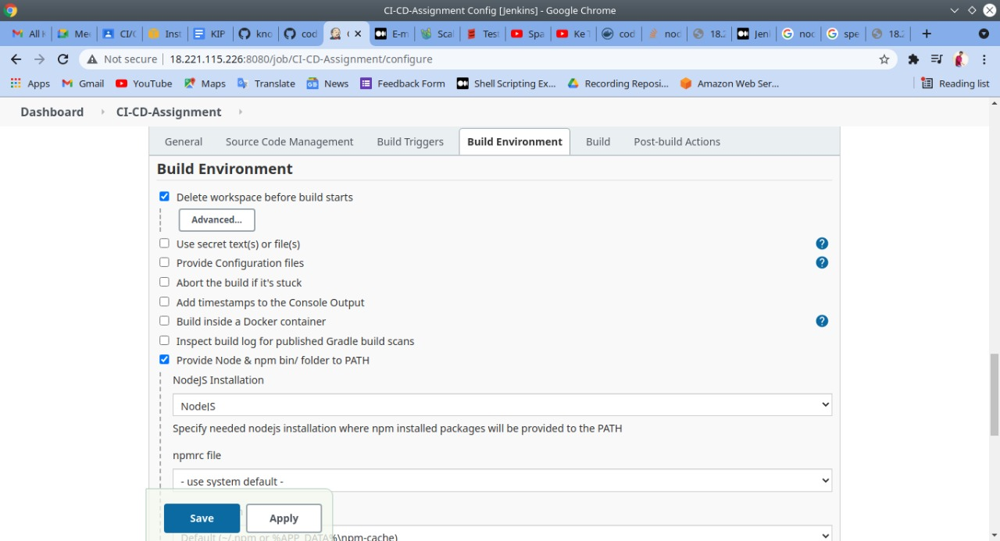 CI-CD-Assignment Config [Jenkins] - Google Chrome
All Me CI/C Inst KIP kno cod ( E-m Scal Test Spa Ke T cod nod 18.2 Jenl noc spe 18.2
Not secure 18.221.115.226:8080/job/CI-CD-Assignment/configure
Apps Gmail YouTube Maps Translate News Feedback Form Shell Scripting Ex... Recording Reposi... Amazon Web Ser... Reading list
Dashboard CI-CD-Assignment
General Source Code Management Build Triggers Build Environment Build Post-build Actions
Build Environment
Delete workspace before build starts
Advanced...
Use secret text(s) or file(s)
Provide Configuration files
Abort the build if it's stuck
Add timestamps to the Console Output
Build inside a Docker container
Inspect build log for published Gradle build scans
Provide Node & npm bin/ folder to PATH
NodeJS Installation
NodeJS
Specify needed nodejs installation where npm installed packages will be provided to the PATH
npmrc file
- use system default -
Save Apply
Default (~/.npm or %APP_DATA%\npm-cache)